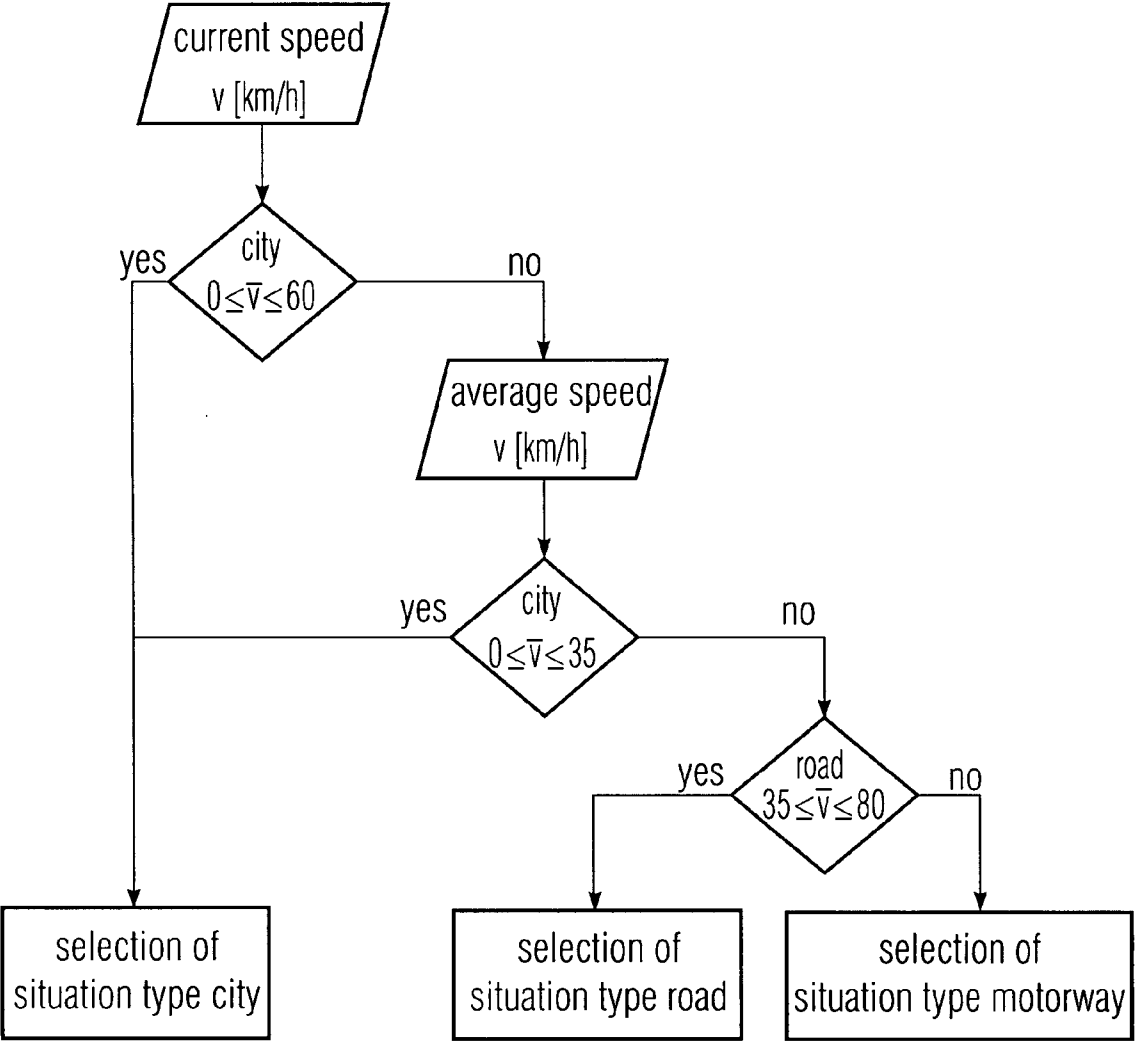 current speed
v [km/h]
city
yes
no
0≤v̅≤60
average speed
v [km/h]
city
yes
no
0≤v̅≤35
road
yes
no
35≤v̅≤80
selection of
situation type city
selection of
situation type road
selection of
situation type motorway